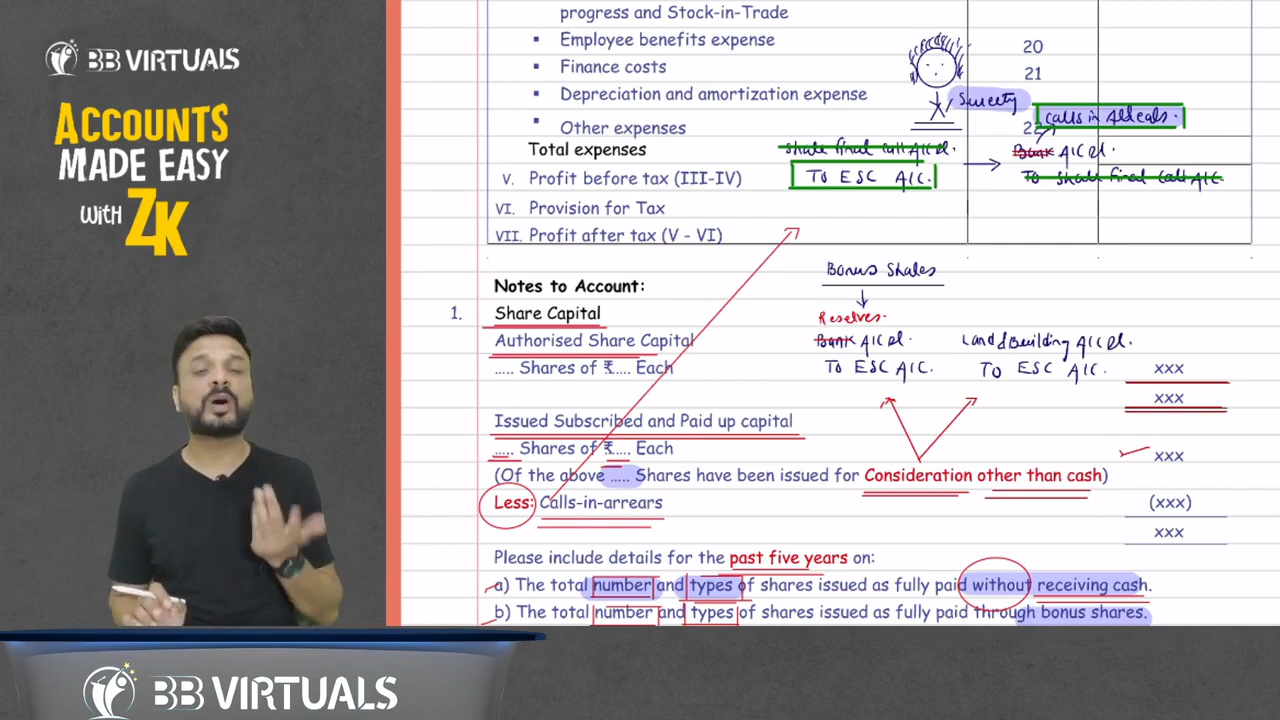 BB VIRTUALS
ACCOUNTS
MADE EASY
with ZK
progress and Stock-in-Trade
▪ Employee benefits expense 20
▪ Finance costs 21
▪ Depreciation and amortization expense
Sweety
calls in Arrears.
▪ Other expenses 22
Total expenses
share final call A/C Dr.
Bank A/C Dr.
V. Profit before tax (III-IV)
To ESC A/C.
To share final call A/C
VI. Provision for Tax
VII. Profit after tax (V - VI)
Bonus Shares
Notes to Account:
1. Share Capital
Reserves.
Authorised Share Capital
Bank A/C Dr.
Land & Building A/C Dr.
..... Shares of ₹..... Each
To ESC A/C.
To ESC A/C.
xxx
xxx
Issued Subscribed and Paid up capital
..... Shares of ₹..... Each xxx
(Of the above ..... Shares have been issued for Consideration other than cash)
Less: Calls-in-arrears (xxx)
xxx
Please include details for the past five years on:
a) The total number and types of shares issued as fully paid without receiving cash.
b) The total number and types of shares issued as fully paid through bonus shares.
BB VIRTUALS